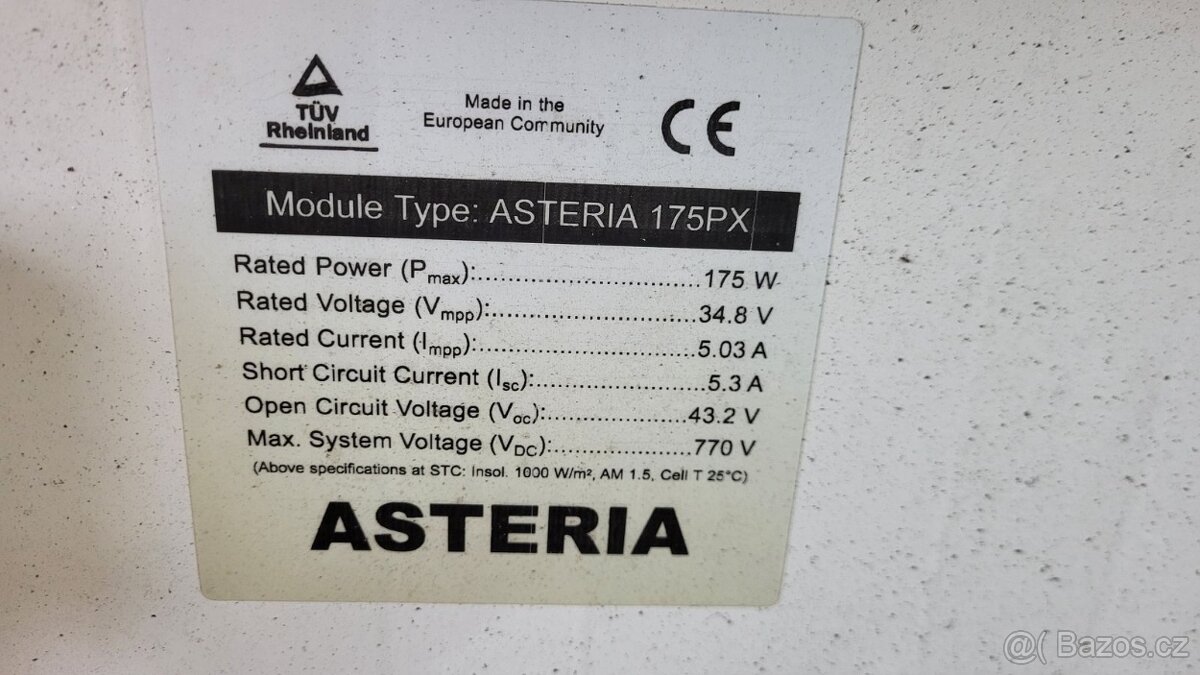 TÜV
Rheinland
Made in the
European Community
CE
Module Type: ASTERIA 175PX
Rated Power (Pmax):..............................175 W
Rated Voltage (Vmpp):...........................34.8 V
Rated Current (Impp):............................5.03 A
Short Circuit Current (Isc):.......................5.3 A
Open Circuit Voltage (Voc):...................43.2 V
Max. System Voltage (VDC):...................770 V
(Above specifications at STC: Insol. 1000 W/m², AM 1.5, Cell T 25°C)
ASTERIA
@( Bazos.cz